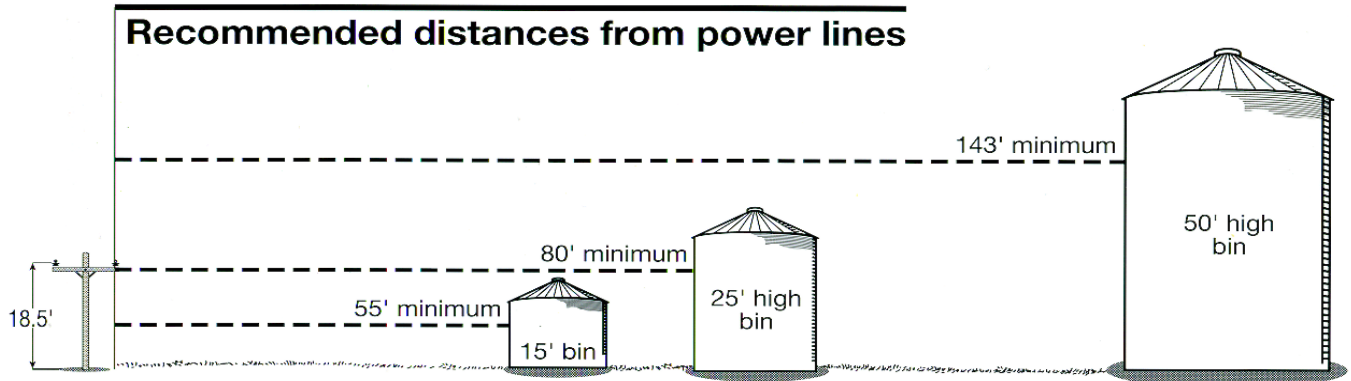 Recommended distances from power lines
143' minimum
50' high
bin
80' minimum
25' high
bin
55' minimum
15' bin
18.5'